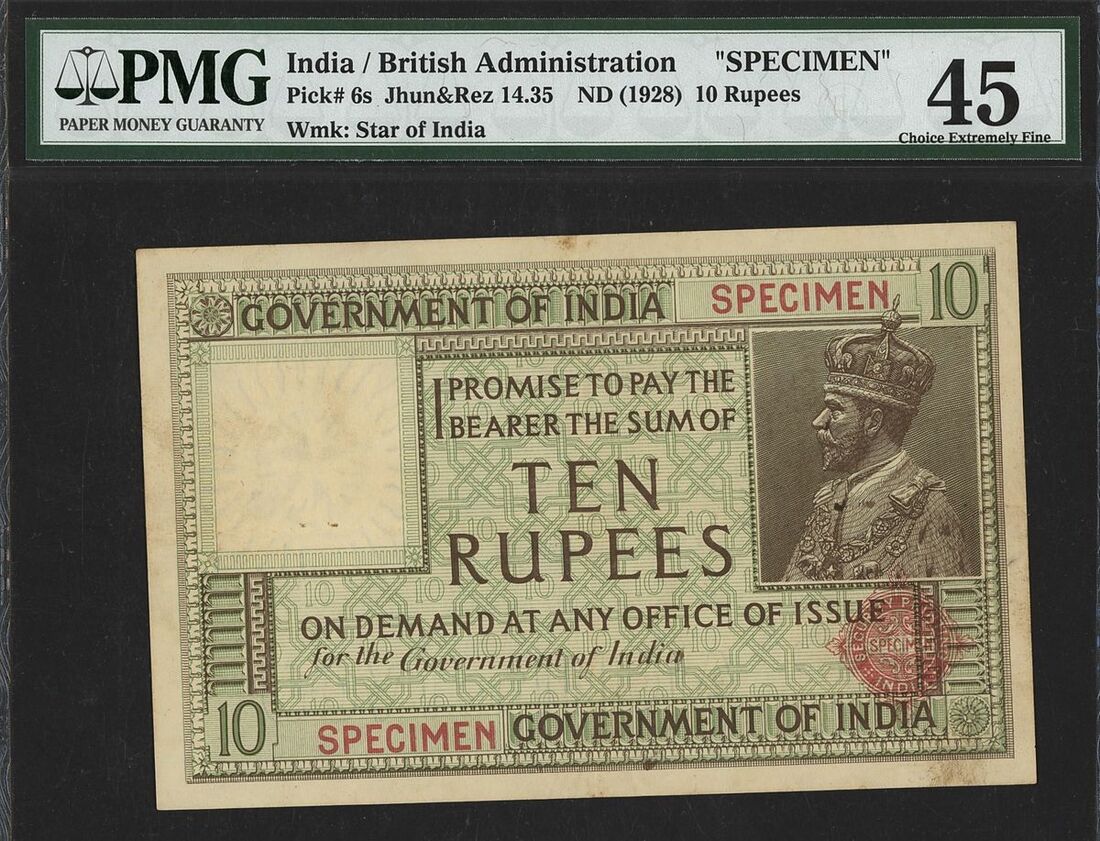 PMG
PAPER MONEY GUARANTY
India / British Administration "SPECIMEN"
Pick# 6s Jhun&Rez 14.35 ND (1928) 10 Rupees
Wmk: Star of India
45
Choice Extremely Fine
GOVERNMENT OF INDIA SPECIMEN 10
I PROMISE TO PAY THE
BEARER THE SUM OF
TEN
RUPEES
ON DEMAND AT ANY OFFICE OF ISSUE
for the Government of India
10 SPECIMEN GOVERNMENT OF INDIA
SPECIM
INDIA